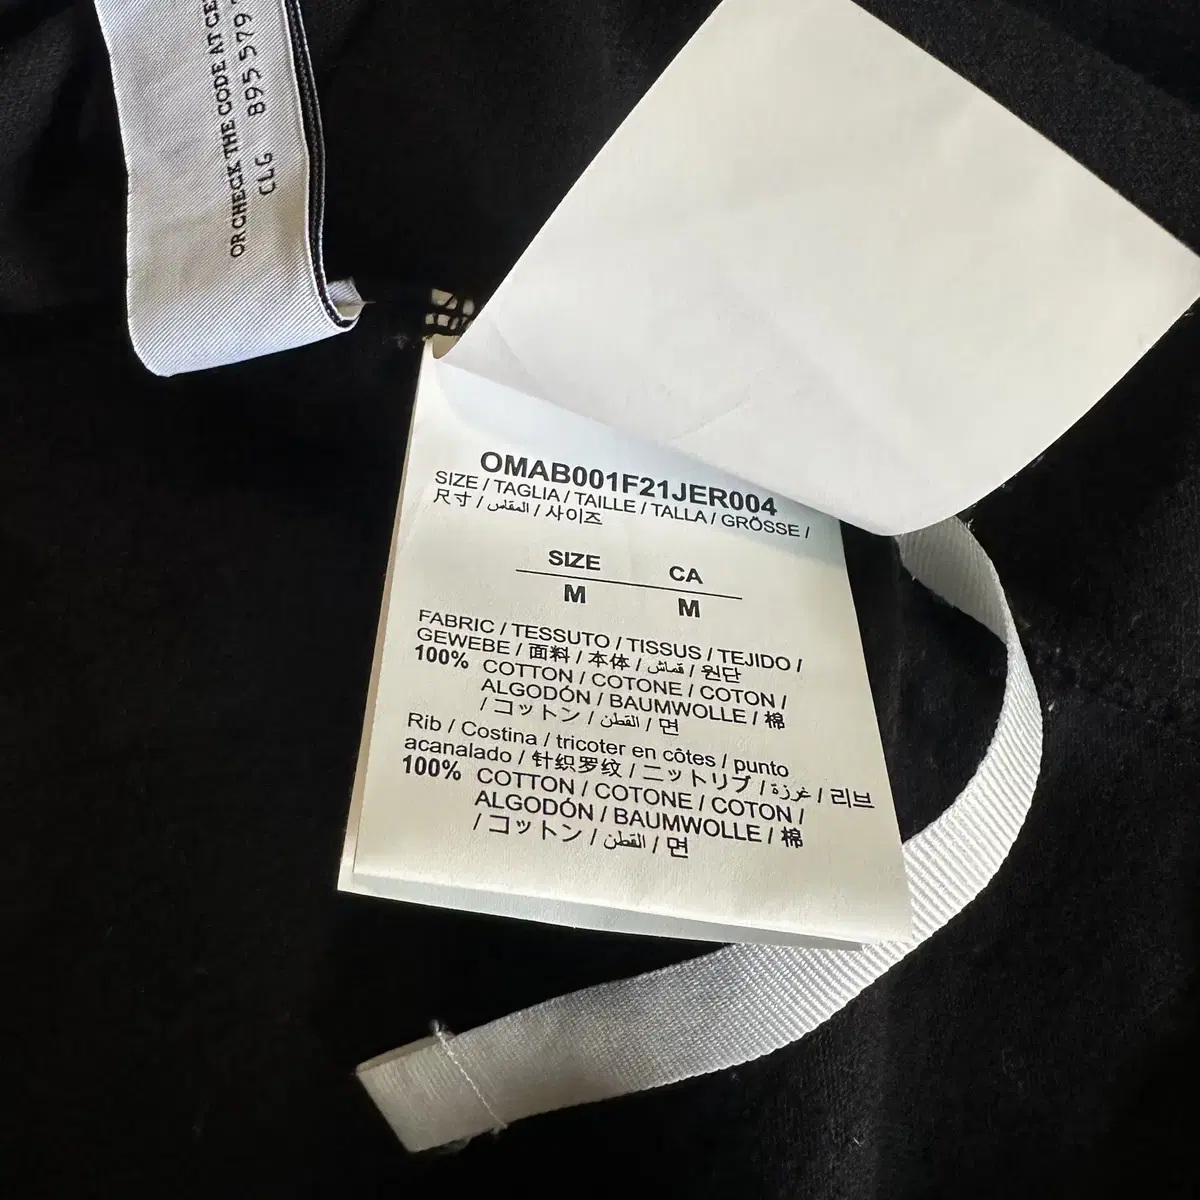 OR CHECK THE CODE AT CE
CLG 895 579
OMAB001F21JER004
SIZE / TAGLIA / TAILLE / TALLA / GRÖSSE /
尺寸 / المقاس / 사이즈
SIZE CA
M M
FABRIC / TESSUTO / TISSUS / TEJIDO /
GEWEBE / 面料 / 本体 / قماش / 원단
100% COTTON / COTONE / COTON /
ALGODÓN / BAUMWOLLE / 棉
/ コットン / القطن / 면
Rib / Costina / tricoter en côtes / punto
acanalado / 针织罗纹 / ニットリブ / غرزة / 리브
100% COTTON / COTONE / COTON /
ALGODÓN / BAUMWOLLE / 棉
/ コットン / القطن / 면